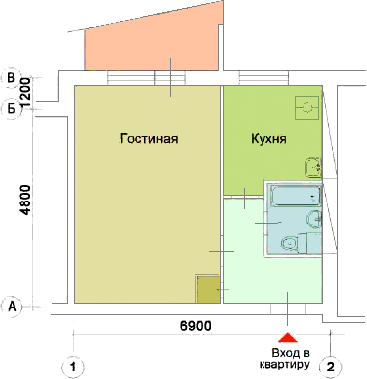 В
1200
Б
Гостиная
Кухня
4800
А
6900
1
Вход в
квартиру
2